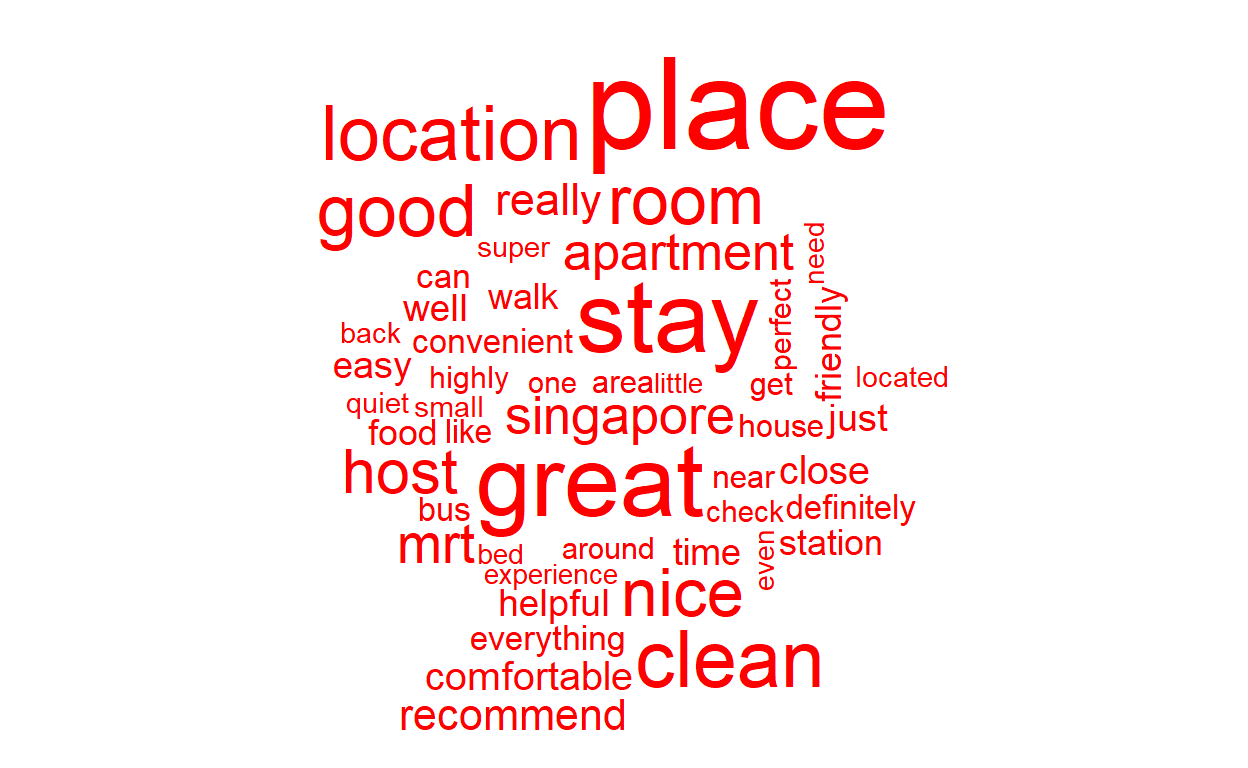 place
location
good
really
room
super
apartment
need
can
well
walk
stay
perfect
friendly
back
convenient
easy
highly
one
area
little
get
located
quiet
small
singapore
house
just
food
like
host
great
near
close
bus
check
definitely
mrt
bed
around
time
even
station
experience
helpful
nice
everything
comfortable
clean
recommend